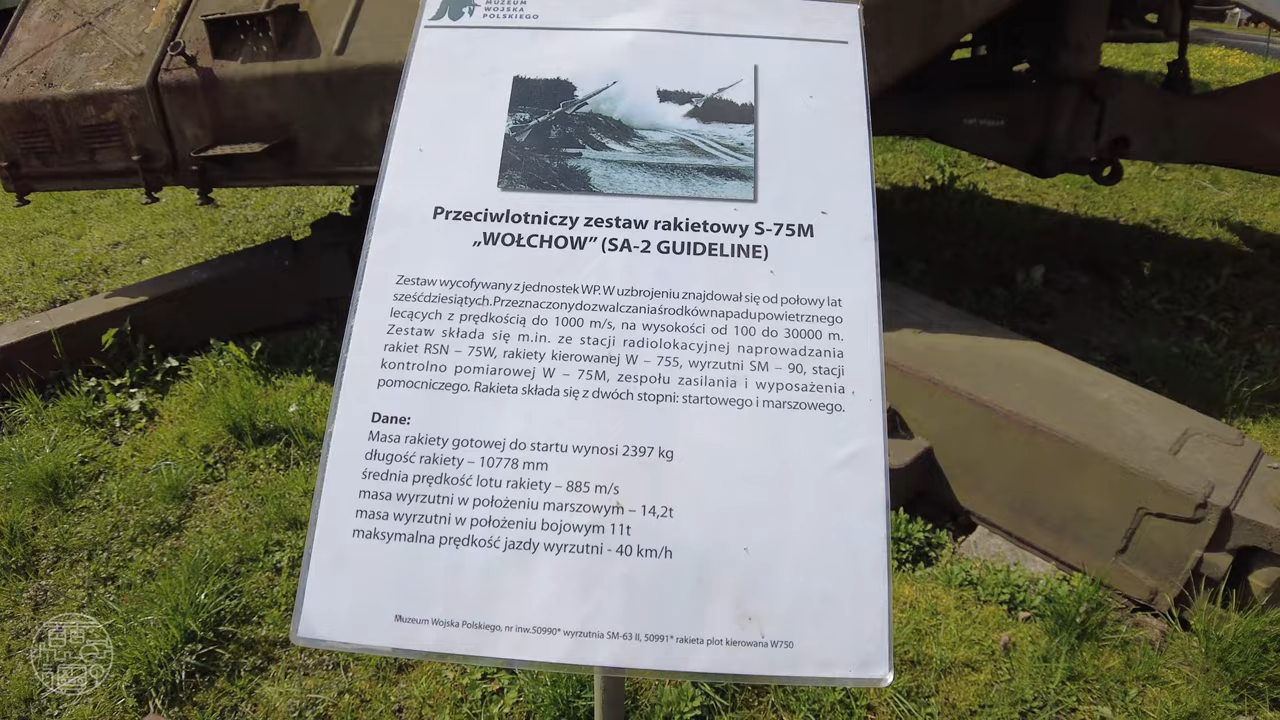 MUZEUM
WOJSKA
POLSKIEGO
Przeciwlotniczy zestaw rakietowy S-75M
„WOŁCHOW” (SA-2 GUIDELINE)
Zestaw wycofywany z jednostek WP. W uzbrojeniu znajdował się od połowy lat
sześćdziesiątych. Przeznaczony do zwalczania środków napadu powietrznego
lecących z prędkością do 1000 m/s, na wysokości od 100 do 30000 m.
Zestaw składa się m.in. ze stacji radiolokacyjnej naprowadzania
rakiet RSN – 75W, rakiety kierowanej W – 755, wyrzutni SM – 90, stacji
kontrolno pomiarowej W – 75M, zespołu zasilania i wyposażenia
pomocniczego. Rakieta składa się z dwóch stopni: startowego i marszowego.
Dane:
Masa rakiety gotowej do startu wynosi 2397 kg
długość rakiety – 10778 mm
średnia prędkość lotu rakiety – 885 m/s
masa wyrzutni w położeniu marszowym – 14,2t
masa wyrzutni w położeniu bojowym 11t
maksymalna prędkość jazdy wyrzutni - 40 km/h
Muzeum Wojska Polskiego, nr inw.50990* wyrzutnia SM-63 II, 50991* rakieta plot kierowana W750